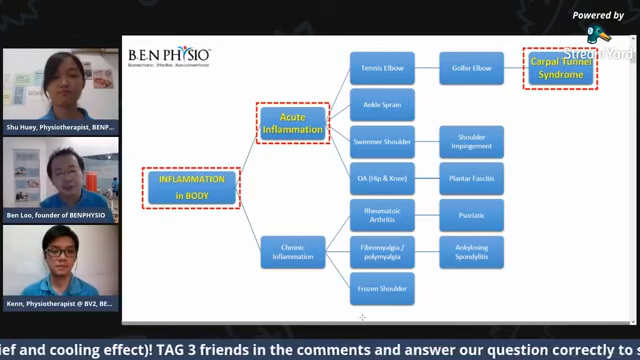 Powered by
StreamYard
B.E.N PHYSIO
Biomechanic . Effective . Non-conventional
Shu Huey, Physiotherapist, BENP...
Ben Loo, founder of BENPHYSIO
Kenn, Physiotherapist @ BV2, BE...
INFLAMMATION
in BODY
Acute
Inflammation
Chronic
Inflammation
Tennis Elbow
Golfer Elbow
Carpal Tunnel
Syndrome
Ankle Sprain
Swimmer Shoulder
Shoulder
Impingement
OA (Hip & Knee)
Plantar Fascitis
Rheumatoic
Arthritis
Psoriatic
Fibromyalgia /
polymyalgia
Ankylosing
Spondylitis
Frozen Shoulder
ief and cooling effect)! TAG 3 friends in the comments and answer our question correctly to